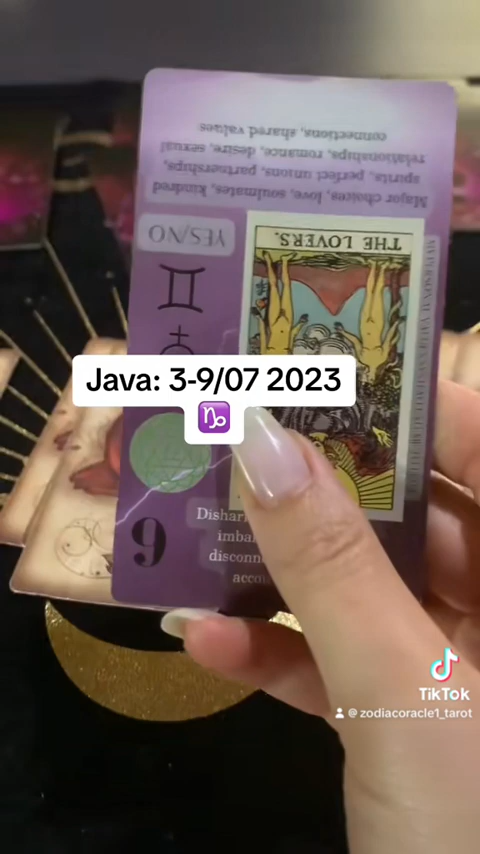 Major choices, love, soulmates, kindred
spirits, perfect unions, partnerships,
relationships, romance, desire, sexual
connections, shared values
YES/NO
THE LOVERS.
Java: 3-9/07 2023
♑
6
TikTok
@zodiacoracle1_tarot